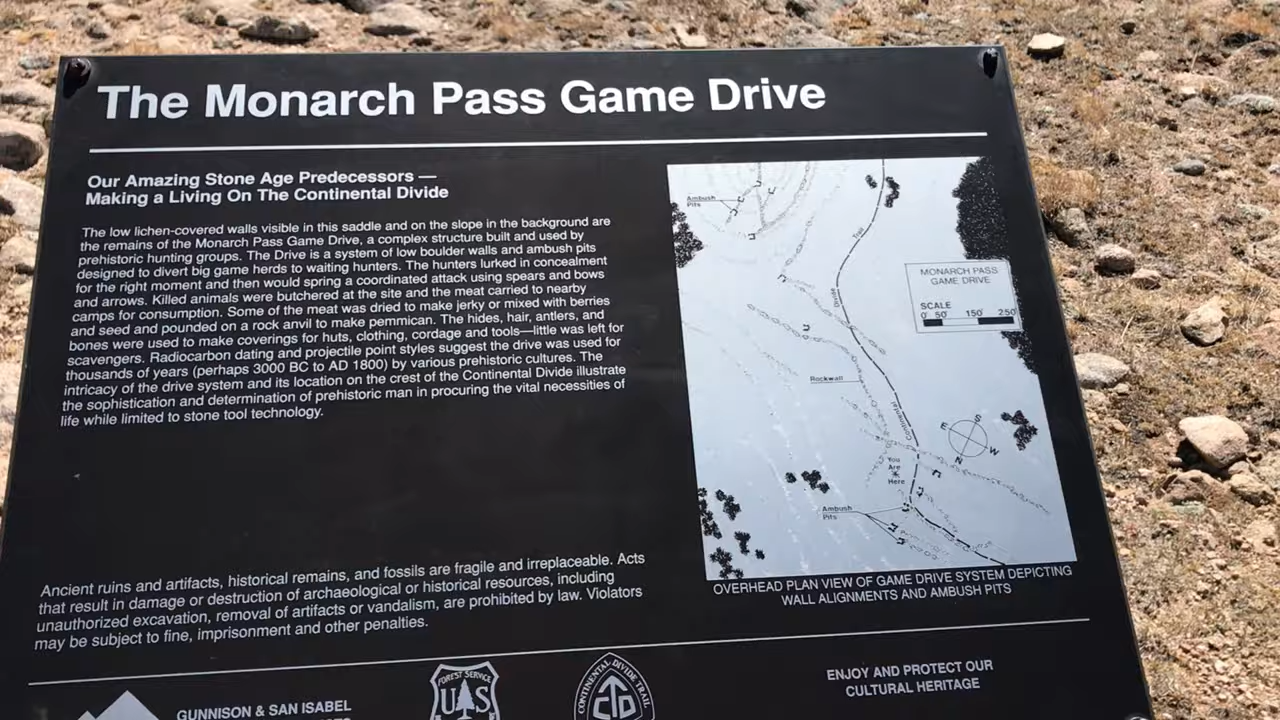 The Monarch Pass Game Drive
Our Amazing Stone Age Predecessors —
Making a Living On The Continental Divide
The low lichen-covered walls visible in this saddle and on the slope in the background are
the remains of the Monarch Pass Game Drive, a complex structure built and used by
prehistoric hunting groups. The Drive is a system of low boulder walls and ambush pits
designed to divert big game herds to waiting hunters. The hunters lurked in concealment
for the right moment and then would spring a coordinated attack using spears and bows
and arrows. Killed animals were butchered at the site and the meat carried to nearby
camps for consumption. Some of the meat was dried to make jerky or mixed with berries
and seed and pounded on a rock anvil to make pemmican. The hides, hair, antlers, and
bones were used to make coverings for huts, clothing, cordage and tools—little was left for
scavengers. Radiocarbon dating and projectile point styles suggest the drive was used for
thousands of years (perhaps 3000 BC to AD 1800) by various prehistoric cultures. The
intricacy of the drive system and its location on the crest of the Continental Divide illustrate
the sophistication and determination of prehistoric man in procuring the vital necessities of
life while limited to stone tool technology.
Ancient ruins and artifacts, historical remains, and fossils are fragile and irreplaceable. Acts
that result in damage or destruction of archaeological or historical resources, including
unauthorized excavation, removal of artifacts or vandalism, are prohibited by law. Violators
may be subject to fine, imprisonment and other penalties.
Ambush
Pits
Trail
Divide
Continental
MONARCH PASS
GAME DRIVE
SCALE
0' 50' 150' 250'
Rockwall
S
E
W
N
You
Are
Here
Ambush
Pits
OVERHEAD PLAN VIEW OF GAME DRIVE SYSTEM DEPICTING
WALL ALIGNMENTS AND AMBUSH PITS
GUNNISON & SAN ISABEL
FOREST SERVICE
U S
CONTINENTAL DIVIDE TRAIL
CTD
ENJOY AND PROTECT OUR
CULTURAL HERITAGE